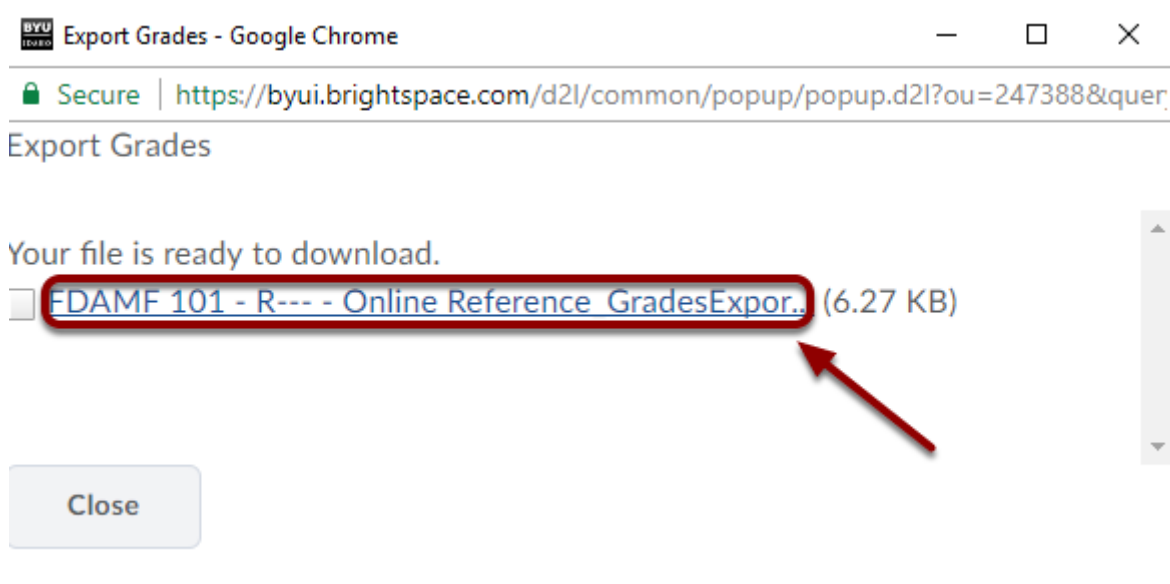 BYU
IDAHO
Export Grades - Google Chrome
Secure | https://byui.brightspace.com/d2l/common/popup/popup.d2l?ou=247388&quer
Export Grades
Your file is ready to download.
FDAMF 101 - R--- - Online Reference_GradesExpor... (6.27 KB)
Close